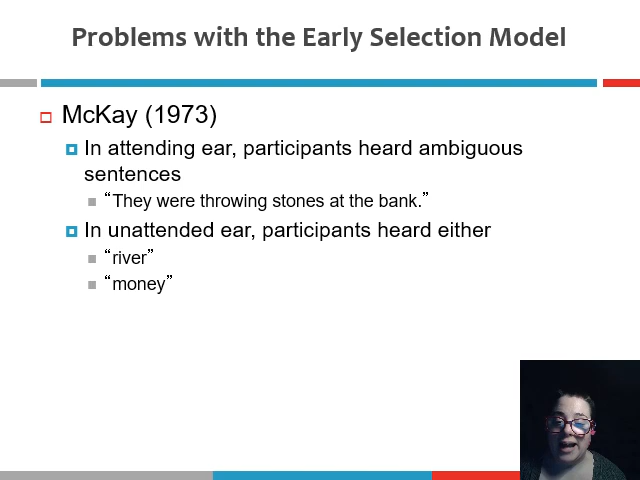 Problems with the Early Selection Model
McKay (1973)
In attending ear, participants heard ambiguous
sentences
“They were throwing stones at the bank.”
In unattended ear, participants heard either
“river”
“money”